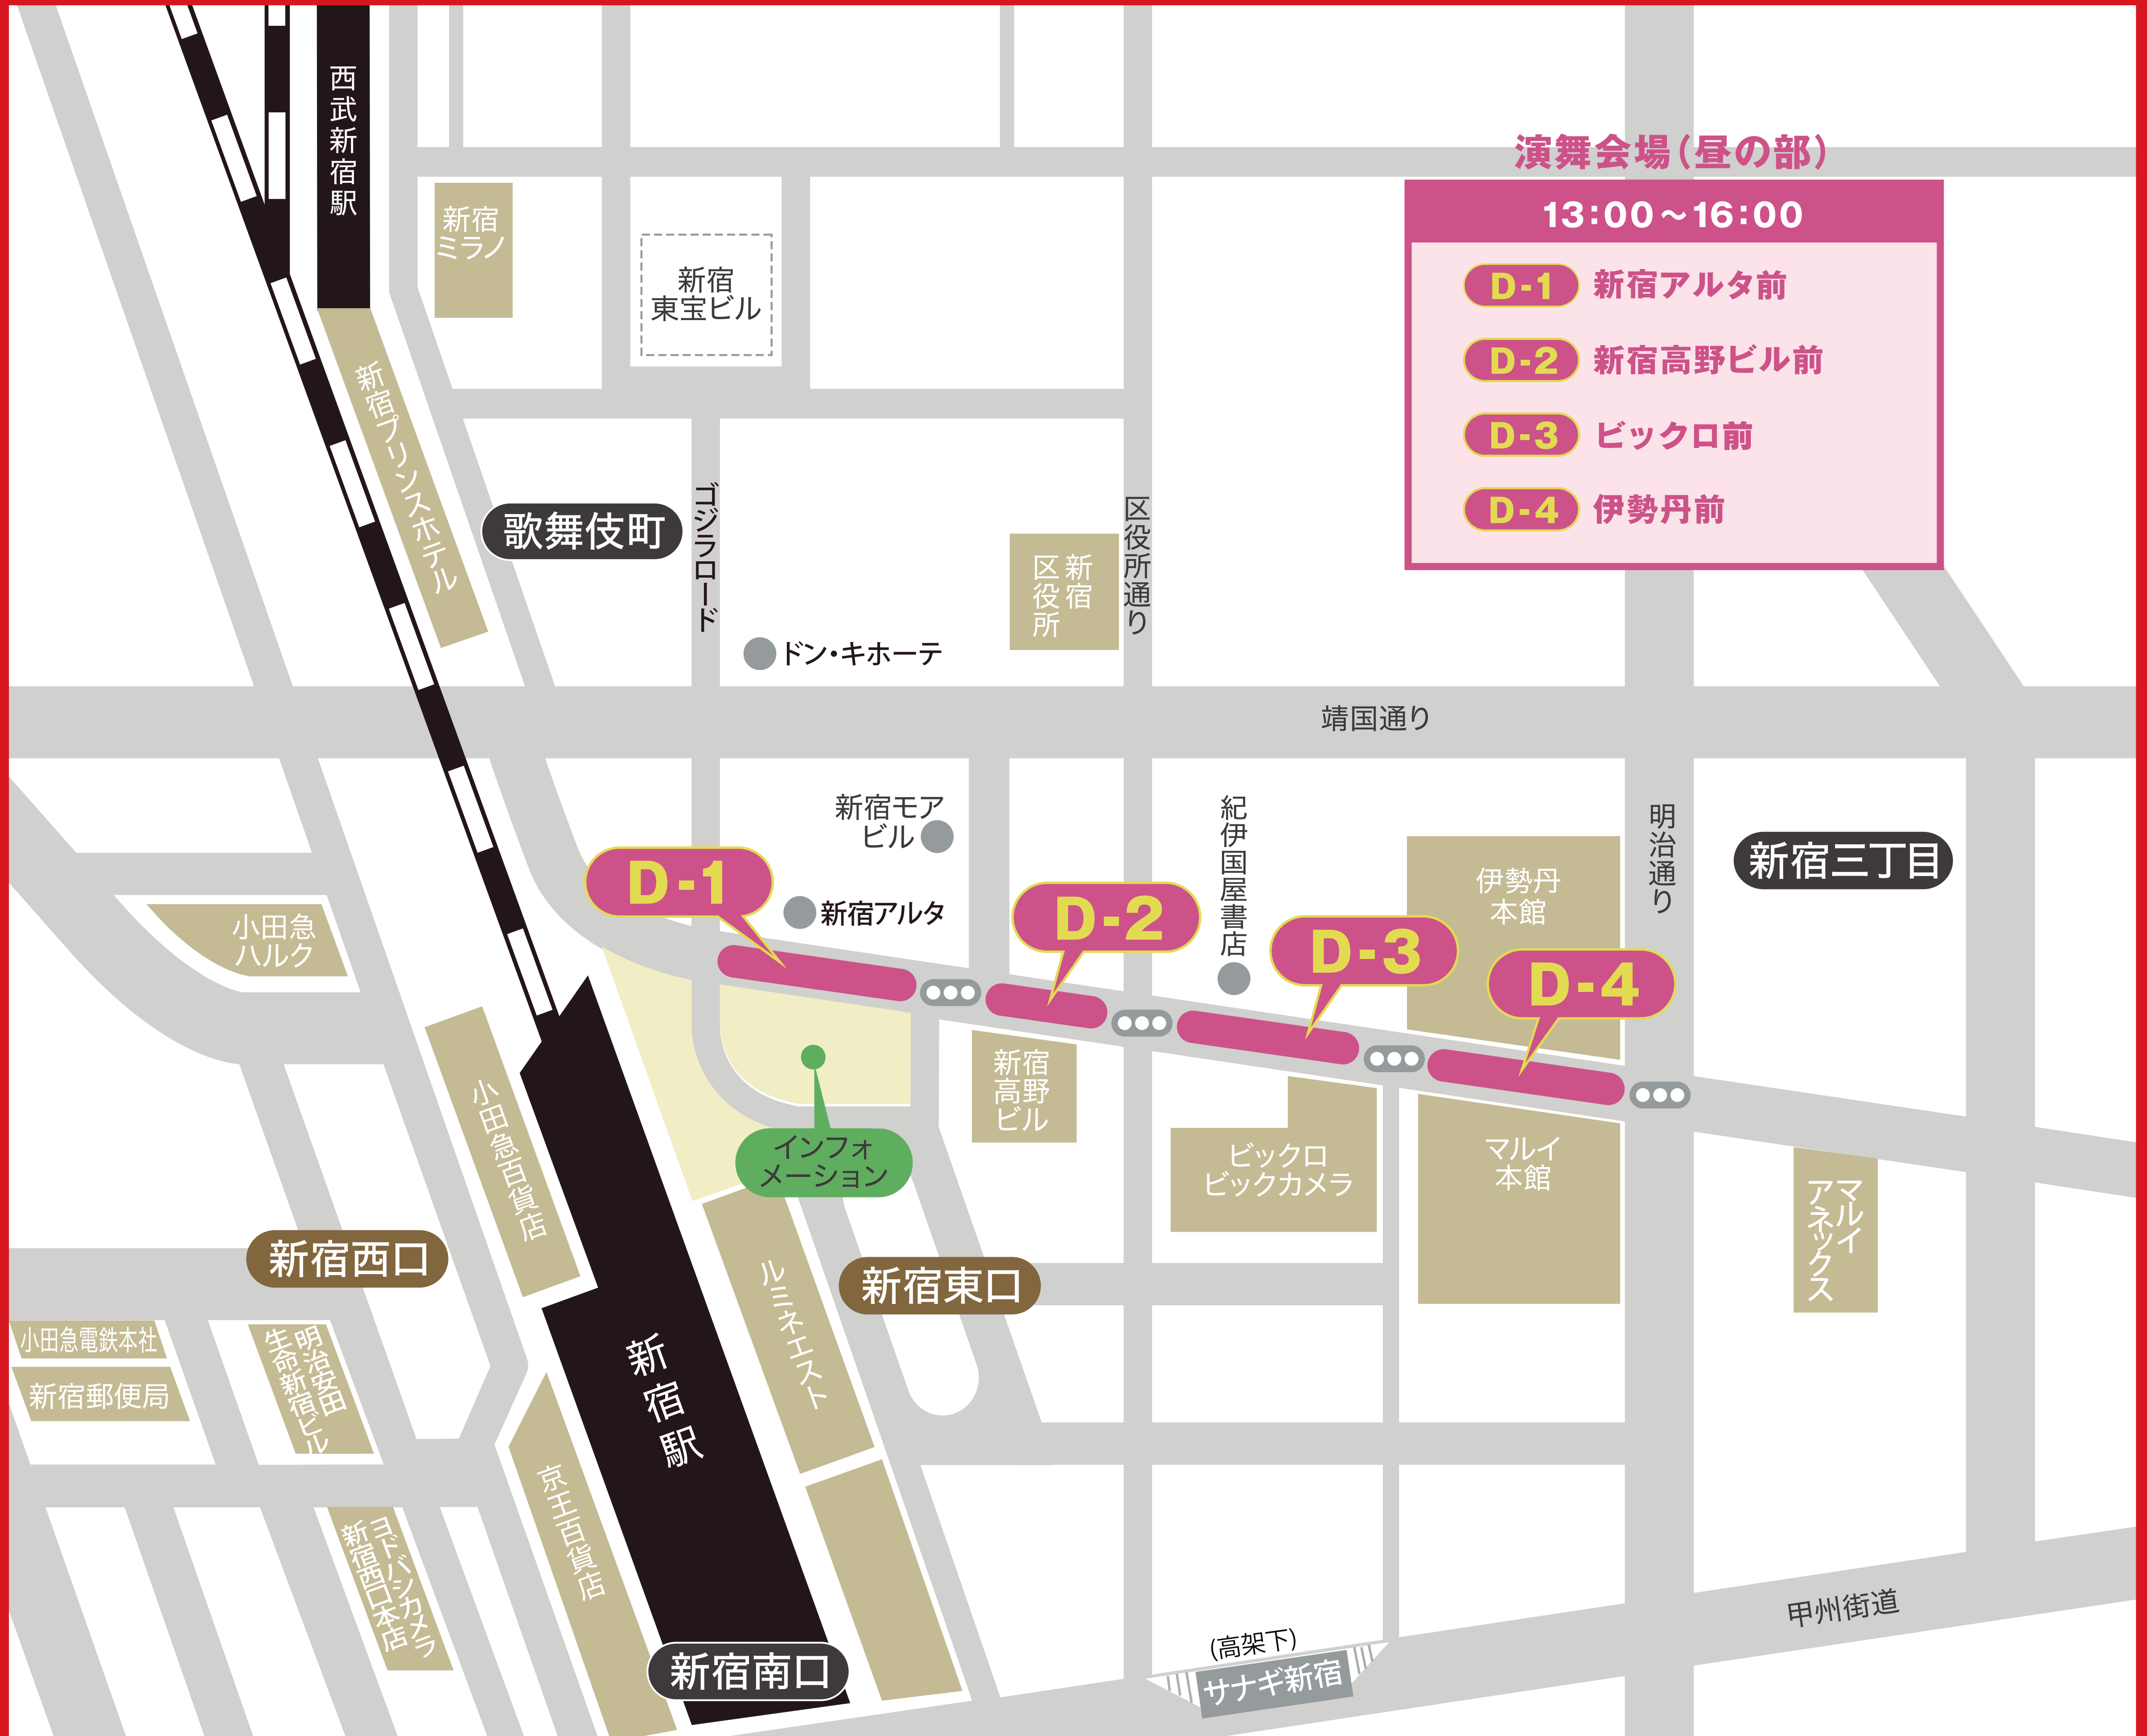 西武新宿駅
新宿
ミラノ
新宿
東宝ビル
演舞会場(昼の部)
13:00〜16:00
D-1 新宿アルタ前
D-2 新宿高野ビル前
D-3 ビックロ前
D-4 伊勢丹前
新宿プリンスホテル
歌舞伎町
ゴジラロード
区役所通り
新宿
区役所
ドン・キホーテ
靖国通り
新宿モア
ビル
紀伊国屋書店
明治通り
新宿三丁目
伊勢丹
本館
D-1
新宿アルタ
D-2
D-3
D-4
小田急
ハルク
小田急百貨店
新宿
高野
ビル
インフォ
メーション
ビックロ
ビックカメラ
マルイ
本館
マルイ
アネックス
新宿西口
新宿東口
ルミネエスト
小田急電鉄本社
新宿郵便局
明治安田
生命新宿ビル
新宿駅
京王百貨店
ヨドバシカメラ
新宿西口本店
新宿南口
(高架下)
サナギ新宿
甲州街道